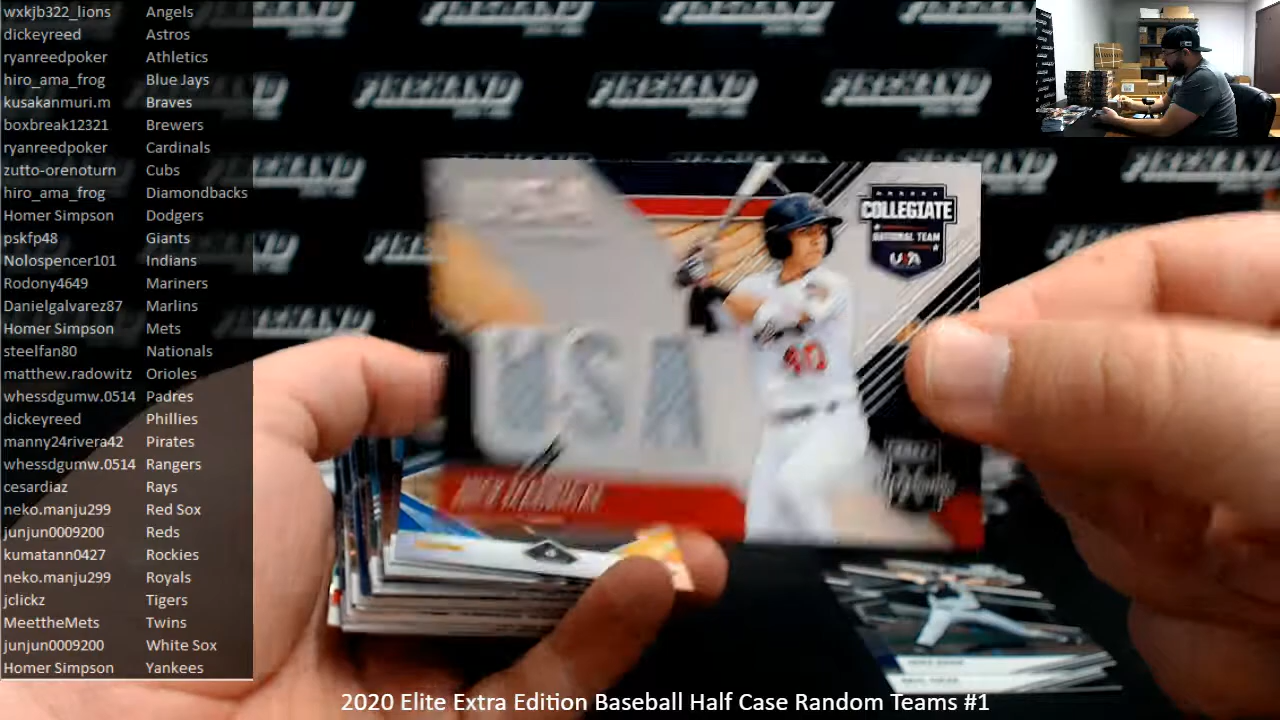 wxkjb322_lions Angels
dickeyreed Astros
ryanreedpoker Athletics
hiro_ama_frog Blue Jays
kusakanmuri.m Braves
boxbreak12321 Brewers
ryanreedpoker Cardinals
zutto-orenoturn Cubs
hiro_ama_frog Diamondbacks
Homer Simpson Dodgers
pskfp48 Giants
Nolospencer101 Indians
Rodony4649 Mariners
Danielgalvarez87 Marlins
Homer Simpson Mets
steelfan80 Nationals
matthew.radowitz Orioles
whessdgumw.0514 Padres
dickeyreed Phillies
manny24rivera42 Pirates
whessdgumw.0514 Rangers
cesardiaz Rays
neko.manju299 Red Sox
junjun0009200 Reds
kumatann0427 Rockies
neko.manju299 Royals
jclickz Tigers
MeettheMets Twins
junjun0009200 White Sox
Homer Simpson Yankees
FIREHAND
FIREHAND
FIREHAND
FIREHAND
COLLEGIATE
NATIONAL TEAM
USA
USA
40
2020 Elite Extra Edition Baseball Half Case Random Teams #1